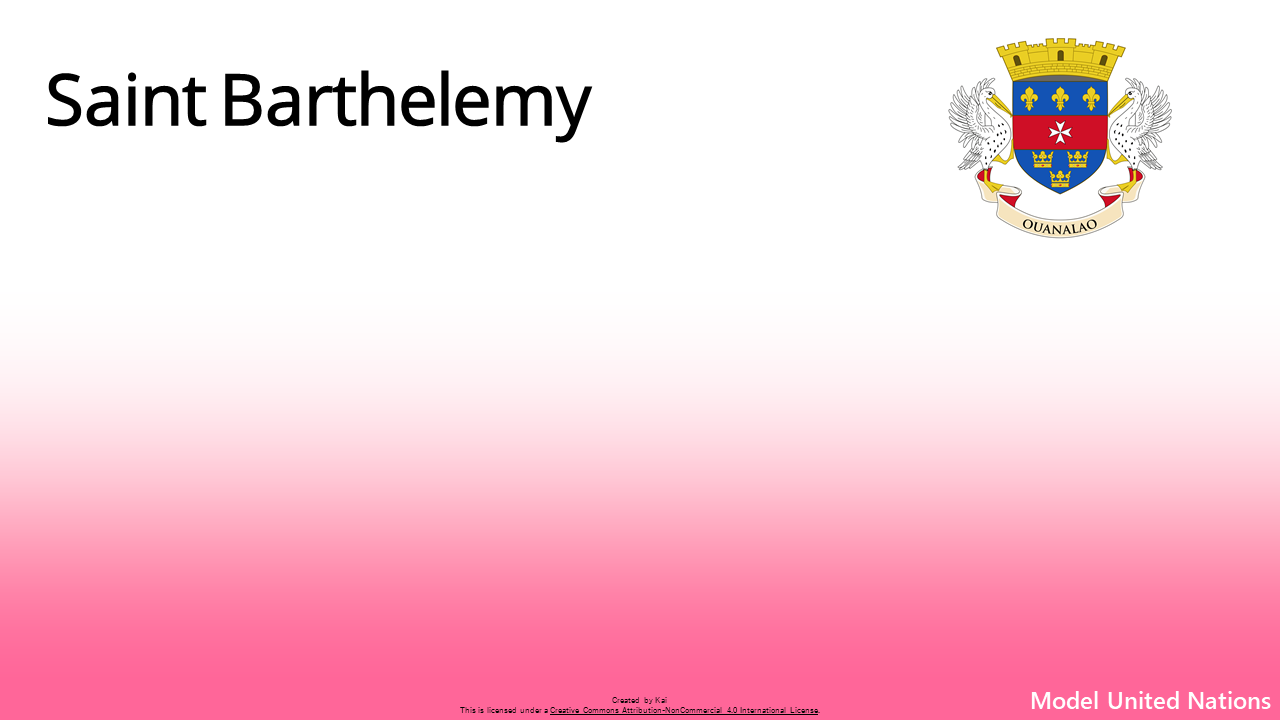 Saint Barthelemy
OUANALAO
Created by Kai
This is licensed under a Creative Commons Attribution-NonCommercial 4.0 International License.
Model United Nations